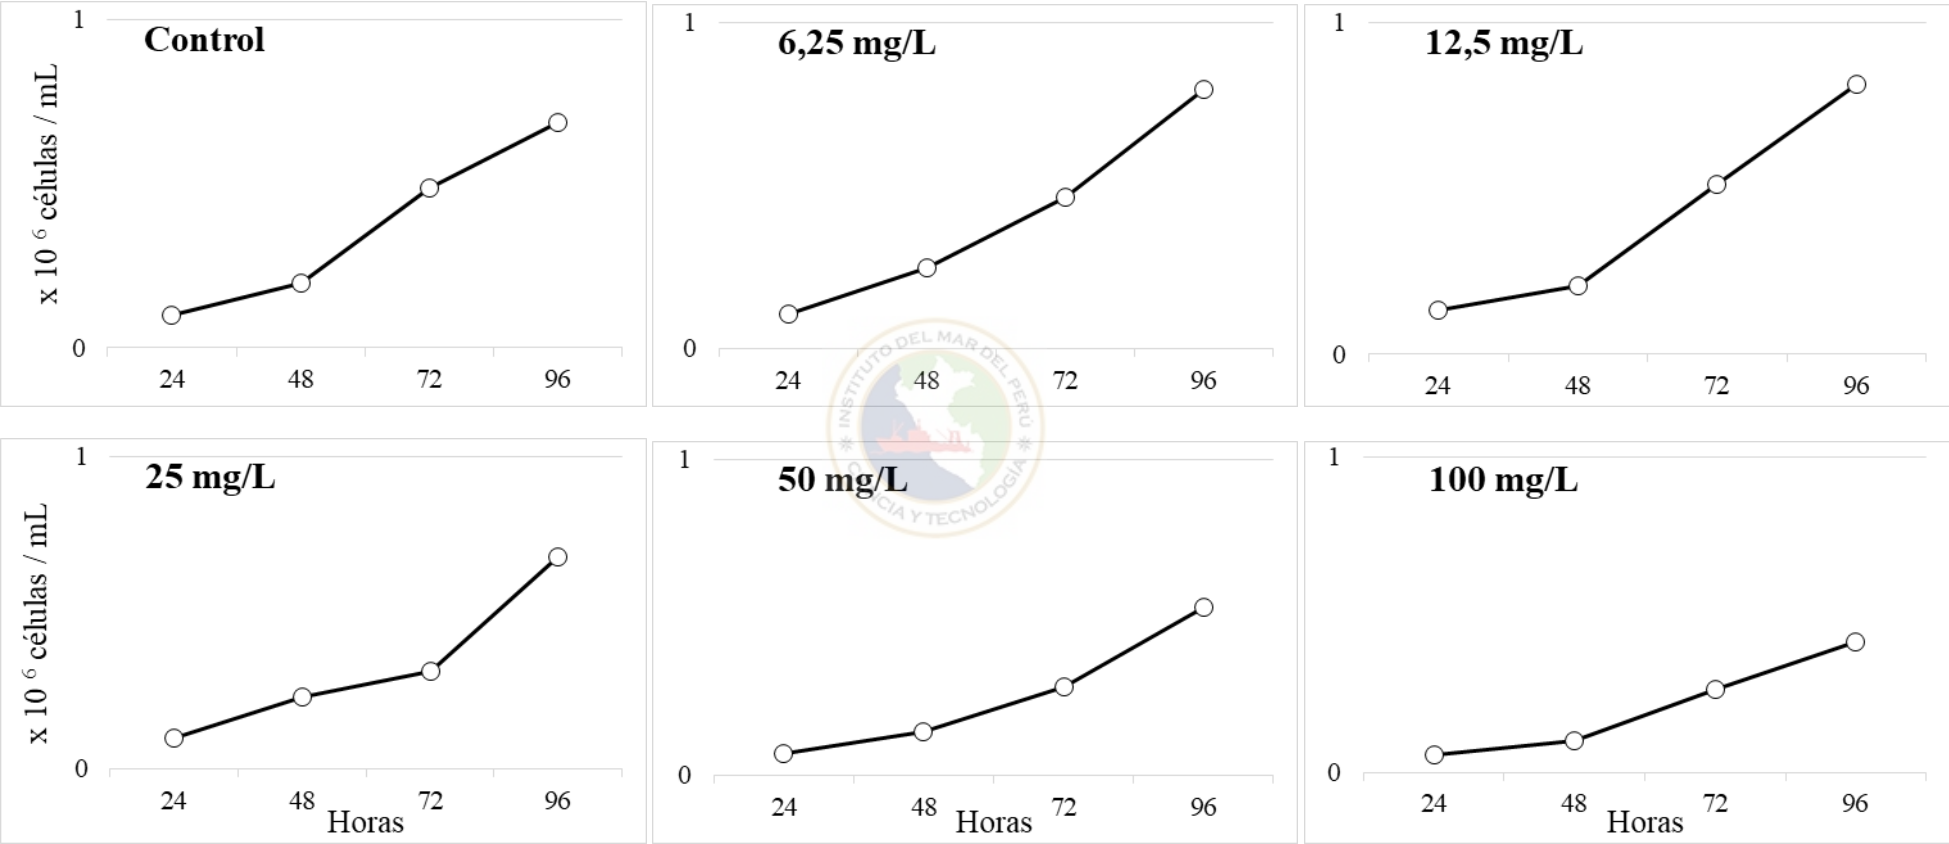 1
Control
x 10 ⁶ células / mL
0
24 48 72 96
1
6,25 mg/L
0
24 48 72 96
1
12,5 mg/L
0
24 48 72 96
INSTITUTO DEL MAR DEL PERÚ
CIENCIA Y TECNOLOGÍA
1
25 mg/L
x 10 ⁶ células / mL
0
24 48 72 96
Horas
1
50 mg/L
0
24 48 72 96
Horas
1
100 mg/L
0
24 48 72 96
Horas